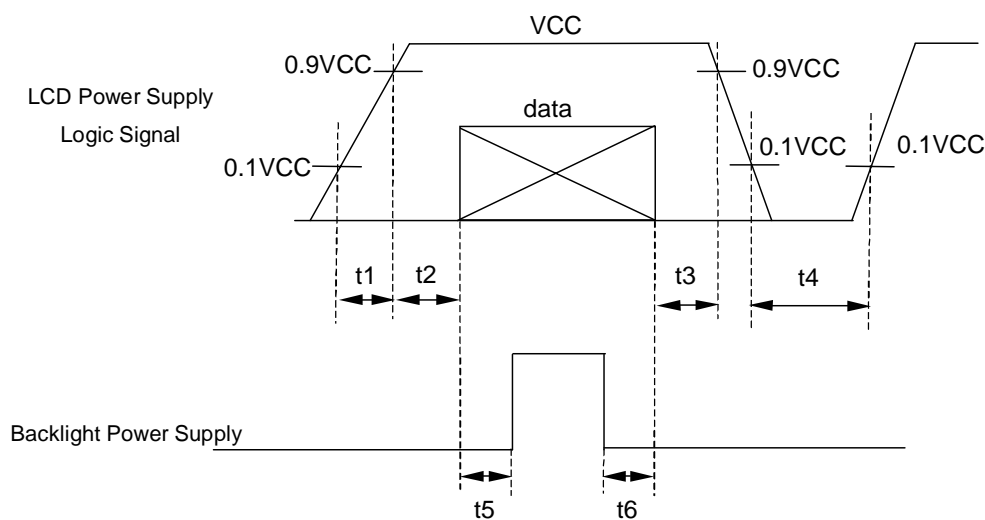 VCC
0.9VCC
0.9VCC
LCD Power Supply
Logic Signal
data
0.1VCC
0.1VCC
0.1VCC
t1
t2
t3
t4
Backlight Power Supply
t5
t6